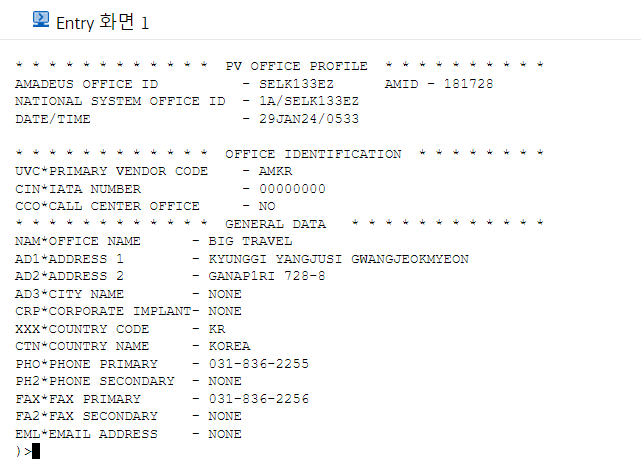 Entry 화면 1
* * * * * * * * * * * * PV OFFICE PROFILE * * * * * * * * * *
AMADEUS OFFICE ID - SELK133EZ AMID - 181728
NATIONAL SYSTEM OFFICE ID - 1A/SELK133EZ
DATE/TIME - 29JAN24/0533
* * * * * * * * * * * * OFFICE IDENTIFICATION * * * * * * * *
UVC*PRIMARY VENDOR CODE - AMKR
CIN*IATA NUMBER - 00000000
CCO*CALL CENTER OFFICE - NO
* * * * * * * * * * * * GENERAL DATA * * * * * * * * * * * *
NAM*OFFICE NAME - BIG TRAVEL
AD1*ADDRESS 1 - KYUNGGI YANGJUSI GWANGJEOKMYEON
AD2*ADDRESS 2 - GANAP1RI 728-8
AD3*CITY NAME - NONE
CRP*CORPORATE IMPLANT- NONE
XXX*COUNTRY CODE - KR
CTN*COUNTRY NAME - KOREA
PHO*PHONE PRIMARY - 031-836-2255
PH2*PHONE SECONDARY - NONE
FAX*FAX PRIMARY - 031-836-2256
FA2*FAX SECONDARY - NONE
EML*EMAIL ADDRESS - NONE
)>